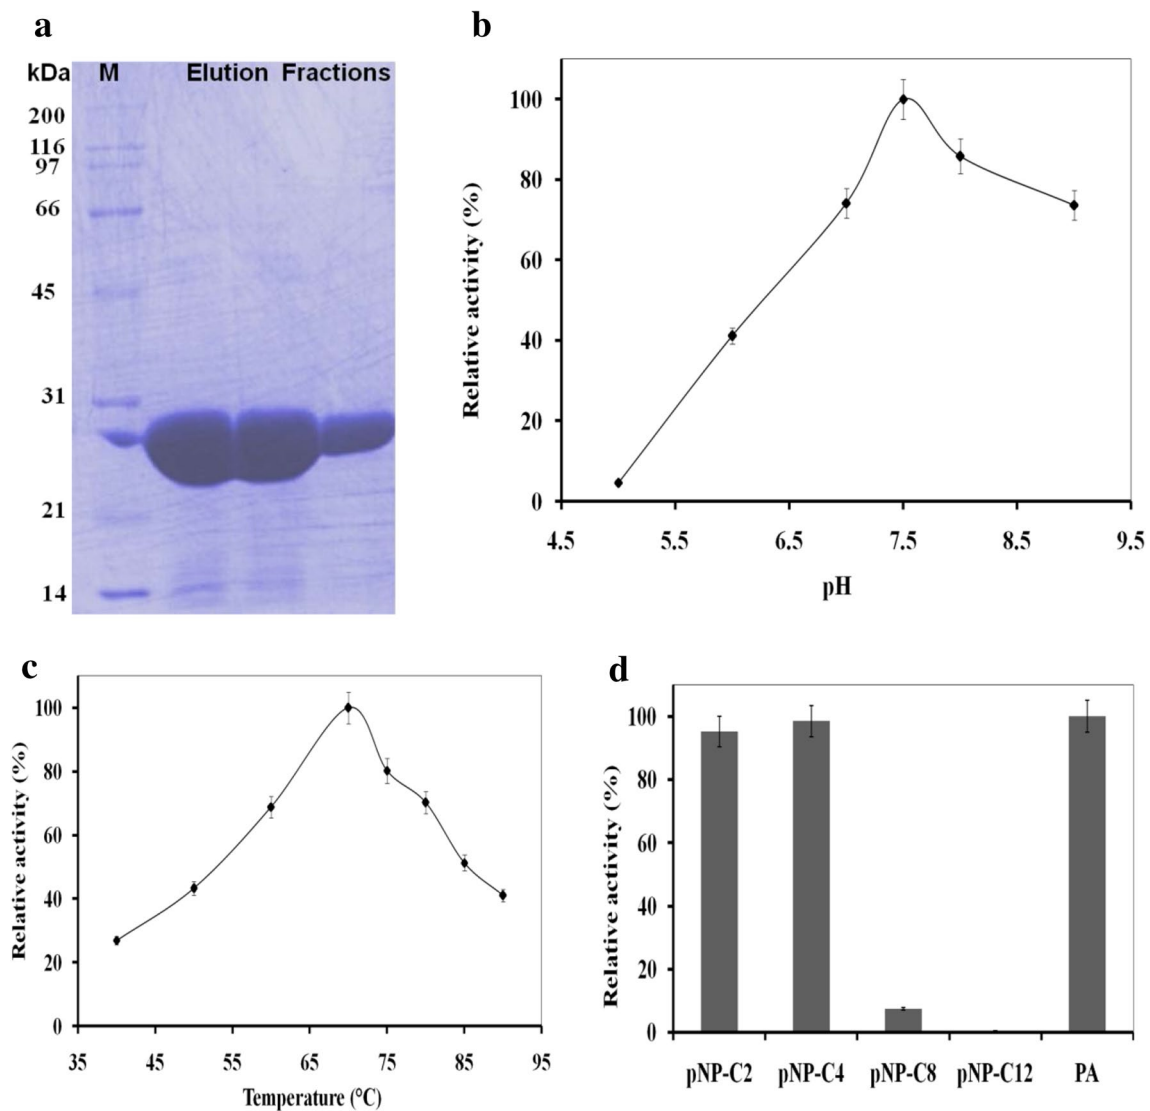 a
kDa M Elution Fractions
200
116
97
66
45
31
21
14
b
Relative activity (%)
100
80
60
40
20
0
4.5 5.5 6.5 7.5 8.5 9.5
pH
c
Relative activity (%)
100
80
60
40
20
0
35 45 55 65 75 85 95
Temperature (°C)
d
Relative activity (%)
100
80
60
40
20
0
pNP-C2 pNP-C4 pNP-C8 pNP-C12 PA